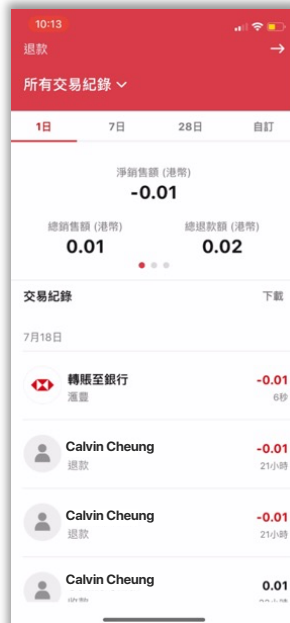 10:13
退款
所有交易紀錄
1日 7日 28日 自訂
淨銷售額 (港幣)
-0.01
總銷售額 (港幣) 總退款額 (港幣)
0.01 0.02
交易紀錄 下載
7月18日
轉賬至銀行 -0.01
滙豐 6秒
Calvin Cheung -0.01
退款 21小時
Calvin Cheung -0.01
退款 21小時
Calvin Cheung 0.01